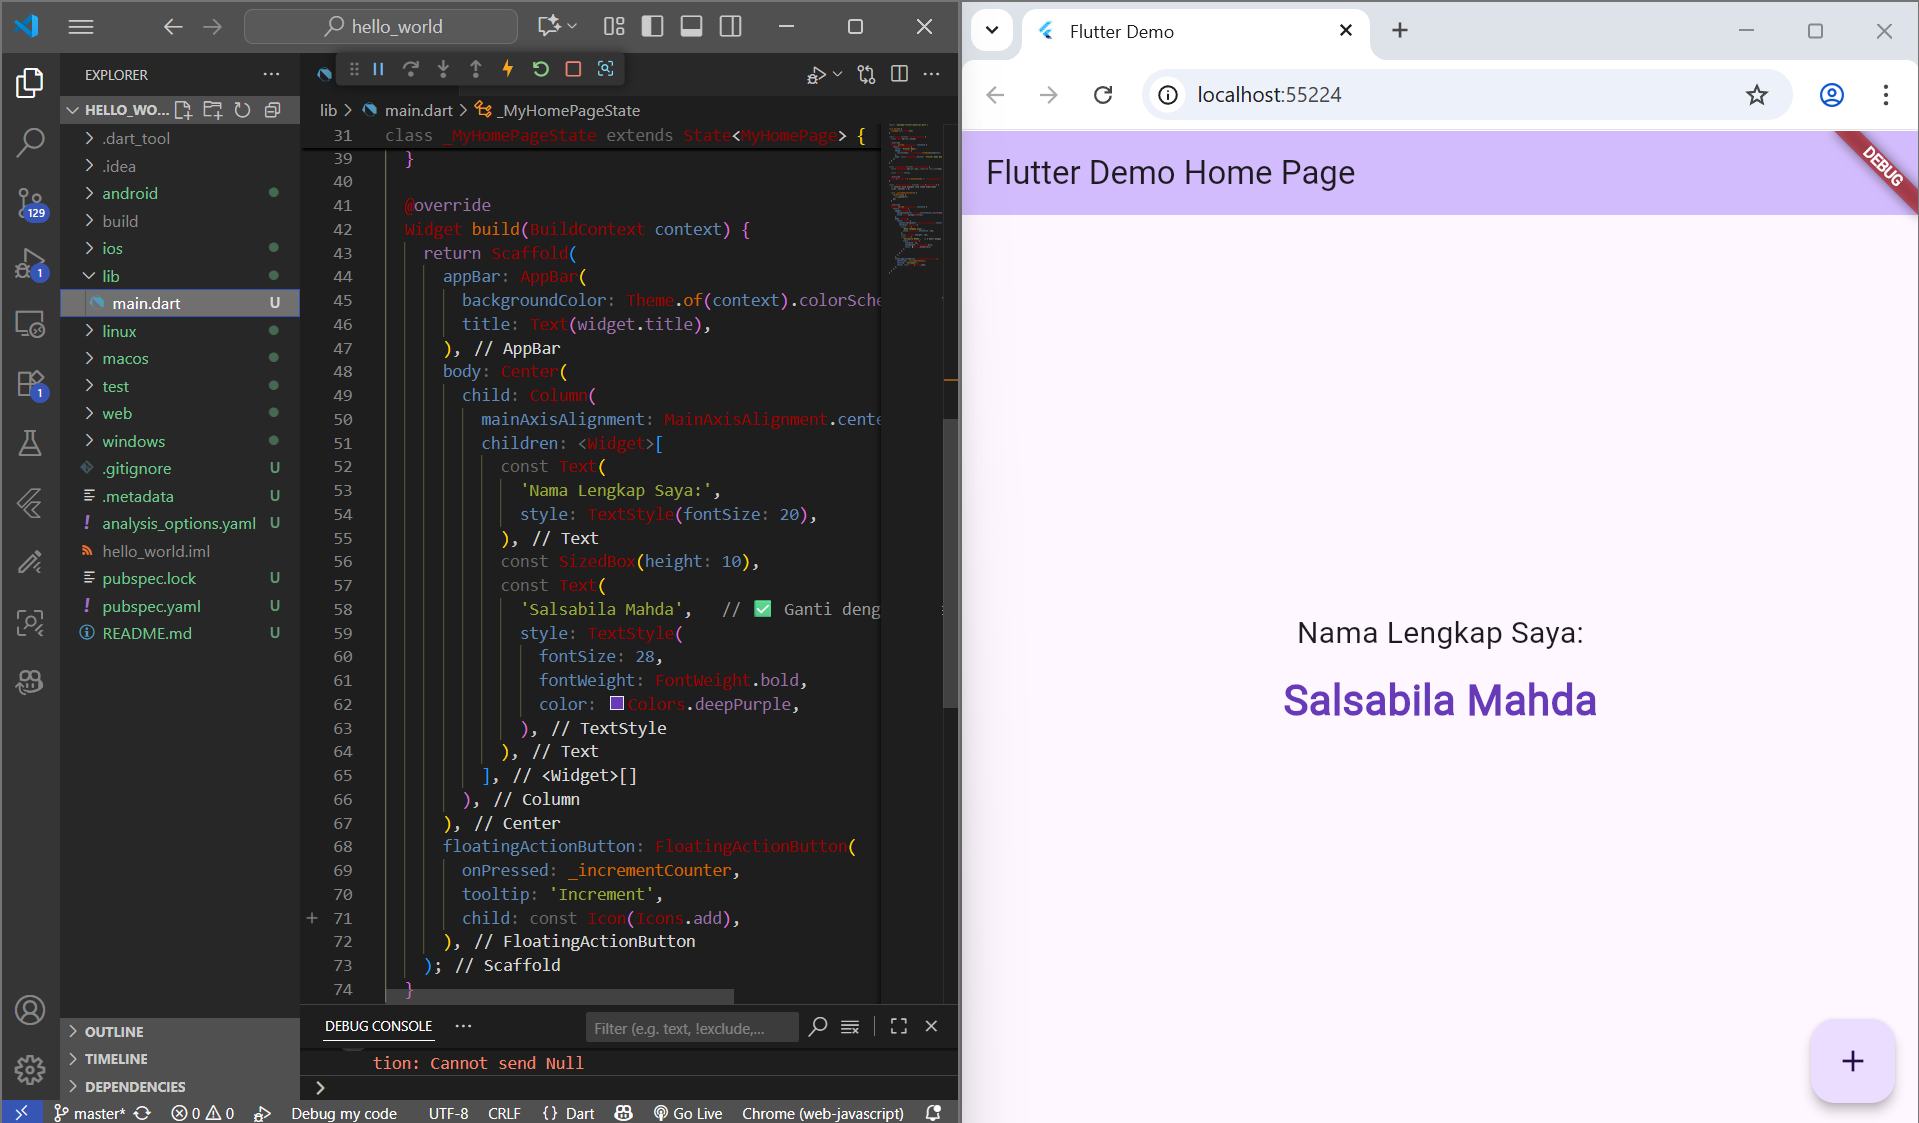 hello_world
EXPLORER
HELLO_WO...
.dart_tool
.idea
android
build
ios
lib
main.dart U
linux
macos
test
web
windows
.gitignore U
.metadata U
analysis_options.yaml U
hello_world.iml
pubspec.lock U
pubspec.yaml U
README.md U
OUTLINE
TIMELINE
DEPENDENCIES
129
1
1
lib > main.dart > _MyHomePageState
31 class _MyHomePageState extends State<MyHomePage> {
39 }
40
41 @override
42 Widget build(BuildContext context) {
43 return Scaffold(
44 appBar: AppBar(
45 backgroundColor: Theme.of(context).colorSche
46 title: Text(widget.title),
47 ), // AppBar
48 body: Center(
49 child: Column(
50 mainAxisAlignment: MainAxisAlignment.cente
51 children: <Widget>[
52 const Text(
53 'Nama Lengkap Saya:',
54 style: TextStyle(fontSize: 20),
55 ), // Text
56 const SizedBox(height: 10),
57 const Text(
58 'Salsabila Mahda', // ✅ Ganti deng
59 style: TextStyle(
60 fontSize: 28,
61 fontWeight: FontWeight.bold,
62 color: Colors.deepPurple,
63 ), // TextStyle
64 ), // Text
65 ], // <Widget>[]
66 ), // Column
67 ), // Center
68 floatingActionButton: FloatingActionButton(
69 onPressed: _incrementCounter,
70 tooltip: 'Increment',
71 child: const Icon(Icons.add),
72 ), // FloatingActionButton
73 ); // Scaffold
74 }
DEBUG CONSOLE
Filter (e.g. text, !exclude,...
tion: Cannot send Null
master* 0 0 Debug my code UTF-8 CRLF {} Dart Go Live Chrome (web-javascript)
Flutter Demo
localhost:55224
Flutter Demo Home Page
DEBUG
Nama Lengkap Saya:
Salsabila Mahda